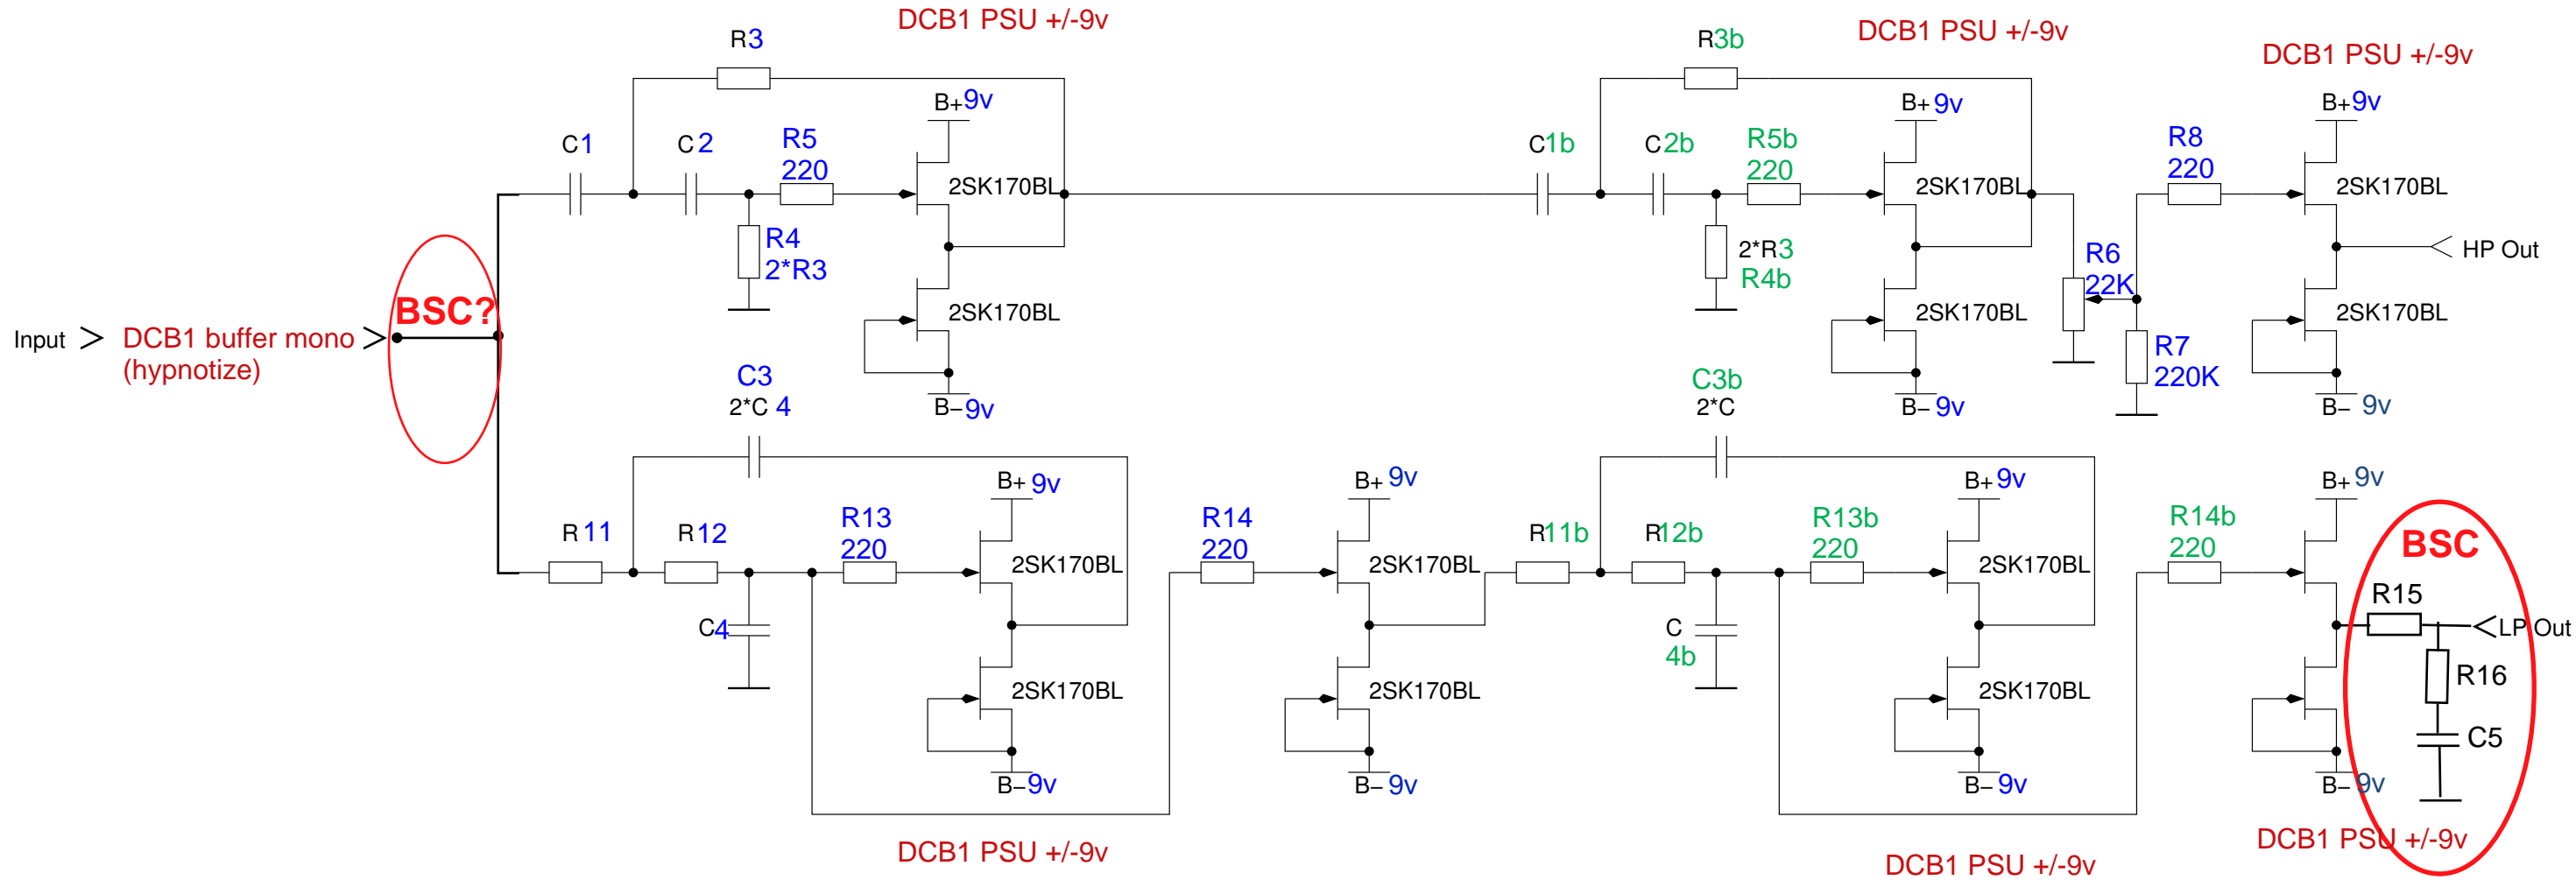 DCB1 PSU +/-9v
R3
R3b
DCB1 PSU +/-9v
DCB1 PSU +/-9v
B+9v
B+ 9v
B+9v
C1
C2
R5
220
2SK170BL
C1b
C2b
R5b
220
2SK170BL
R8
220
2SK170BL
R4
2*R3
2*R3
R4b
R6
22K
HP Out
BSC?
Input > DCB1 buffer mono >
(hypnotize)
2SK170BL
2SK170BL
2SK170BL
R7
220K
C3
2*C 4
B-9v
C3b
2*C
B- 9v
B- 9v
B+ 9v
B+ 9v
B+ 9v
B+ 9v
R11
R12
R13
220
2SK170BL
R14
220
2SK170BL
R11b
R12b
R13b
220
2SK170BL
R14b
220
BSC
R15
C4
C
4b
LP Out
2SK170BL
2SK170BL
2SK170BL
R16
C5
B-9v
B- 9v
B- 9v
B- 9v
DCB1 PSU +/-9v
DCB1 PSU +/-9v
DCB1 PSU +/-9v